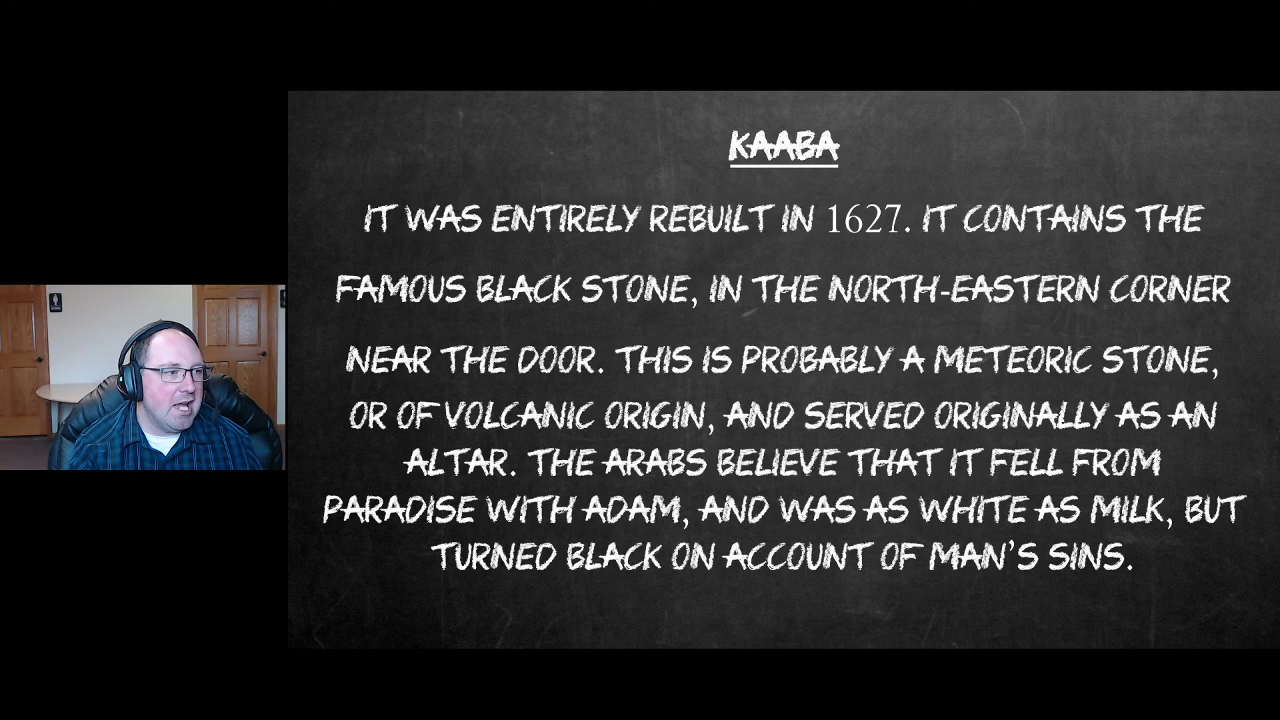 KAABA
IT WAS ENTIRELY REBUILT IN 1627. IT CONTAINS THE
FAMOUS BLACK STONE, IN THE NORTH-EASTERN CORNER
NEAR THE DOOR. THIS IS PROBABLY A METEORIC STONE,
OR OF VOLCANIC ORIGIN, AND SERVED ORIGINALLY AS AN
ALTAR. THE ARABS BELIEVE THAT IT FELL FROM
PARADISE WITH ADAM, AND WAS AS WHITE AS MILK, BUT
TURNED BLACK ON ACCOUNT OF MAN'S SINS.